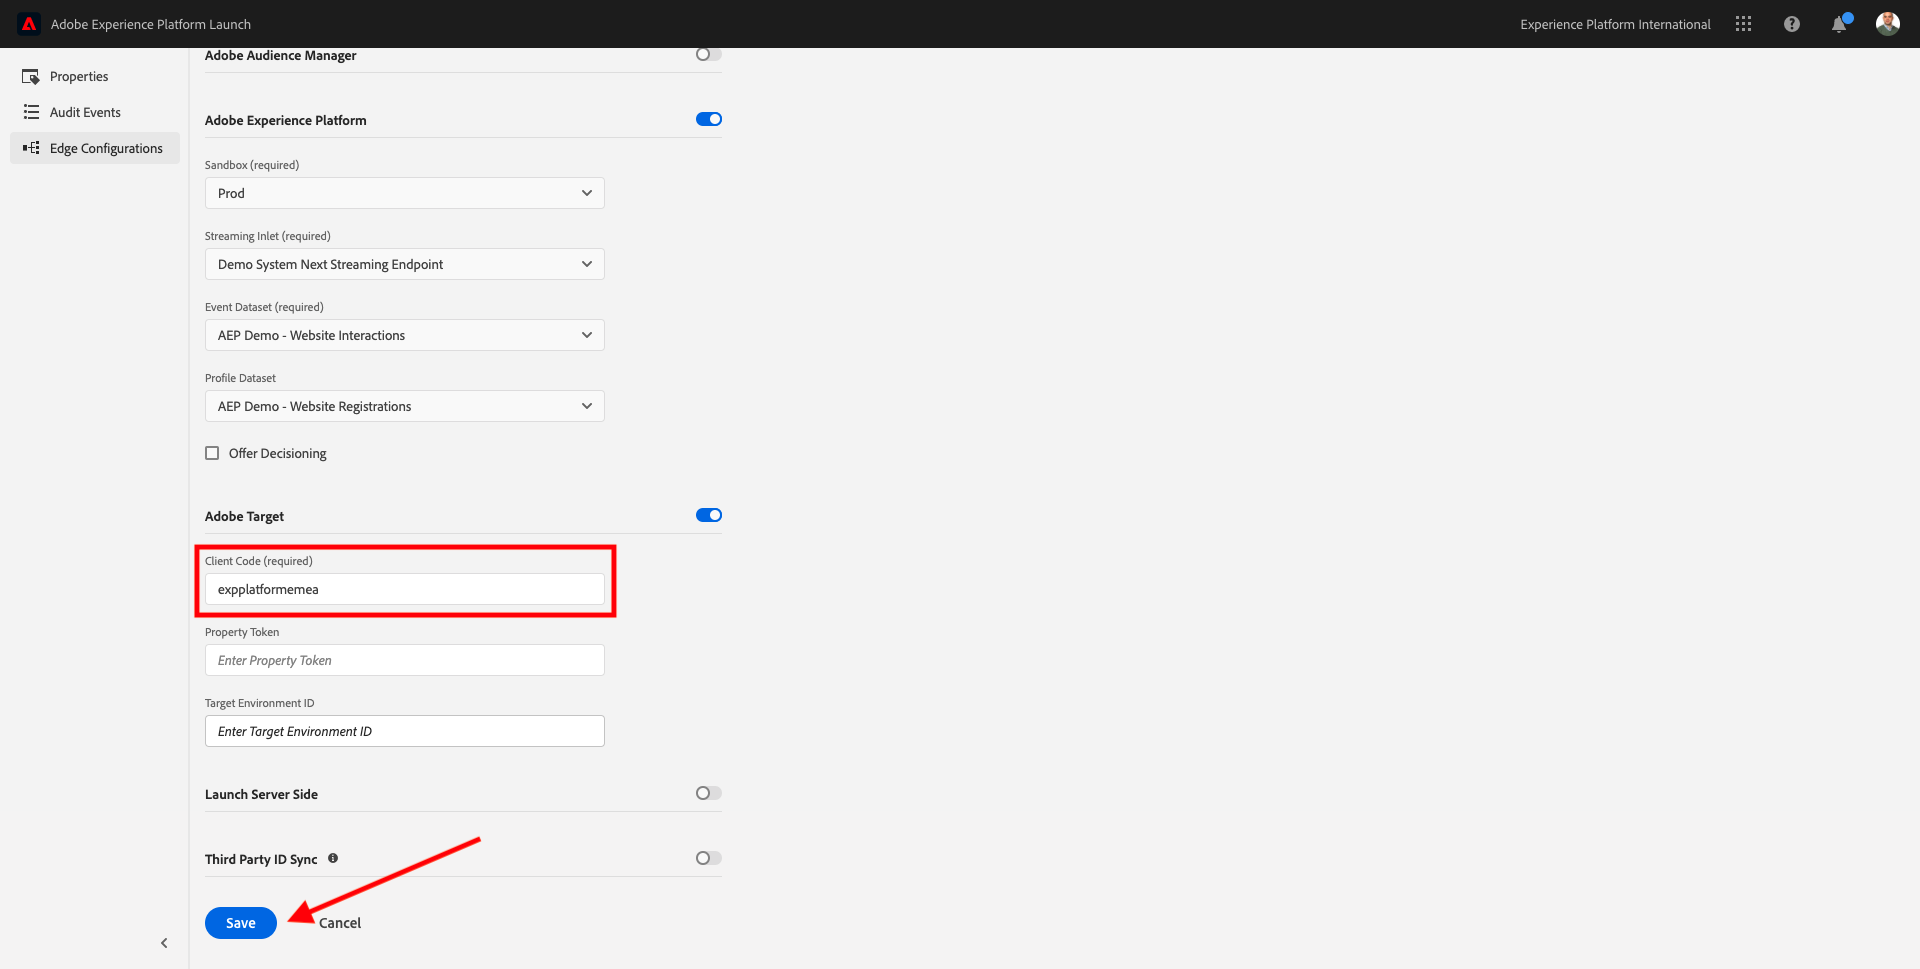 Adobe Experience Platform Launch
Experience Platform International
Properties
Audit Events
Edge Configurations
Adobe Audience Manager
Adobe Experience Platform
Sandbox (required)
Prod
Streaming Inlet (required)
Demo System Next Streaming Endpoint
Event Dataset (required)
AEP Demo - Website Interactions
Profile Dataset
AEP Demo - Website Registrations
Offer Decisioning
Adobe Target
Client Code (required)
expplatformemea
Property Token
Enter Property Token
Target Environment ID
Enter Target Environment ID
Launch Server Side
Third Party ID Sync
Save
Cancel